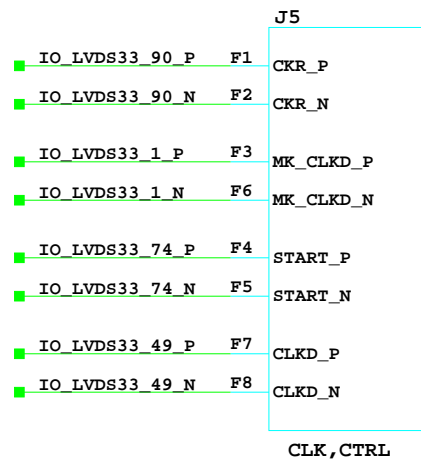 J5
IO_LVDS33_90_P F1 CKR_P
IO_LVDS33_90_N F2 CKR_N
IO_LVDS33_1_P F3 MK_CLKD_P
IO_LVDS33_1_N F6 MK_CLKD_N
IO_LVDS33_74_P F4 START_P
IO_LVDS33_74_N F5 START_N
IO_LVDS33_49_P F7 CLKD_P
IO_LVDS33_49_N F8 CLKD_N
CLK,CTRL